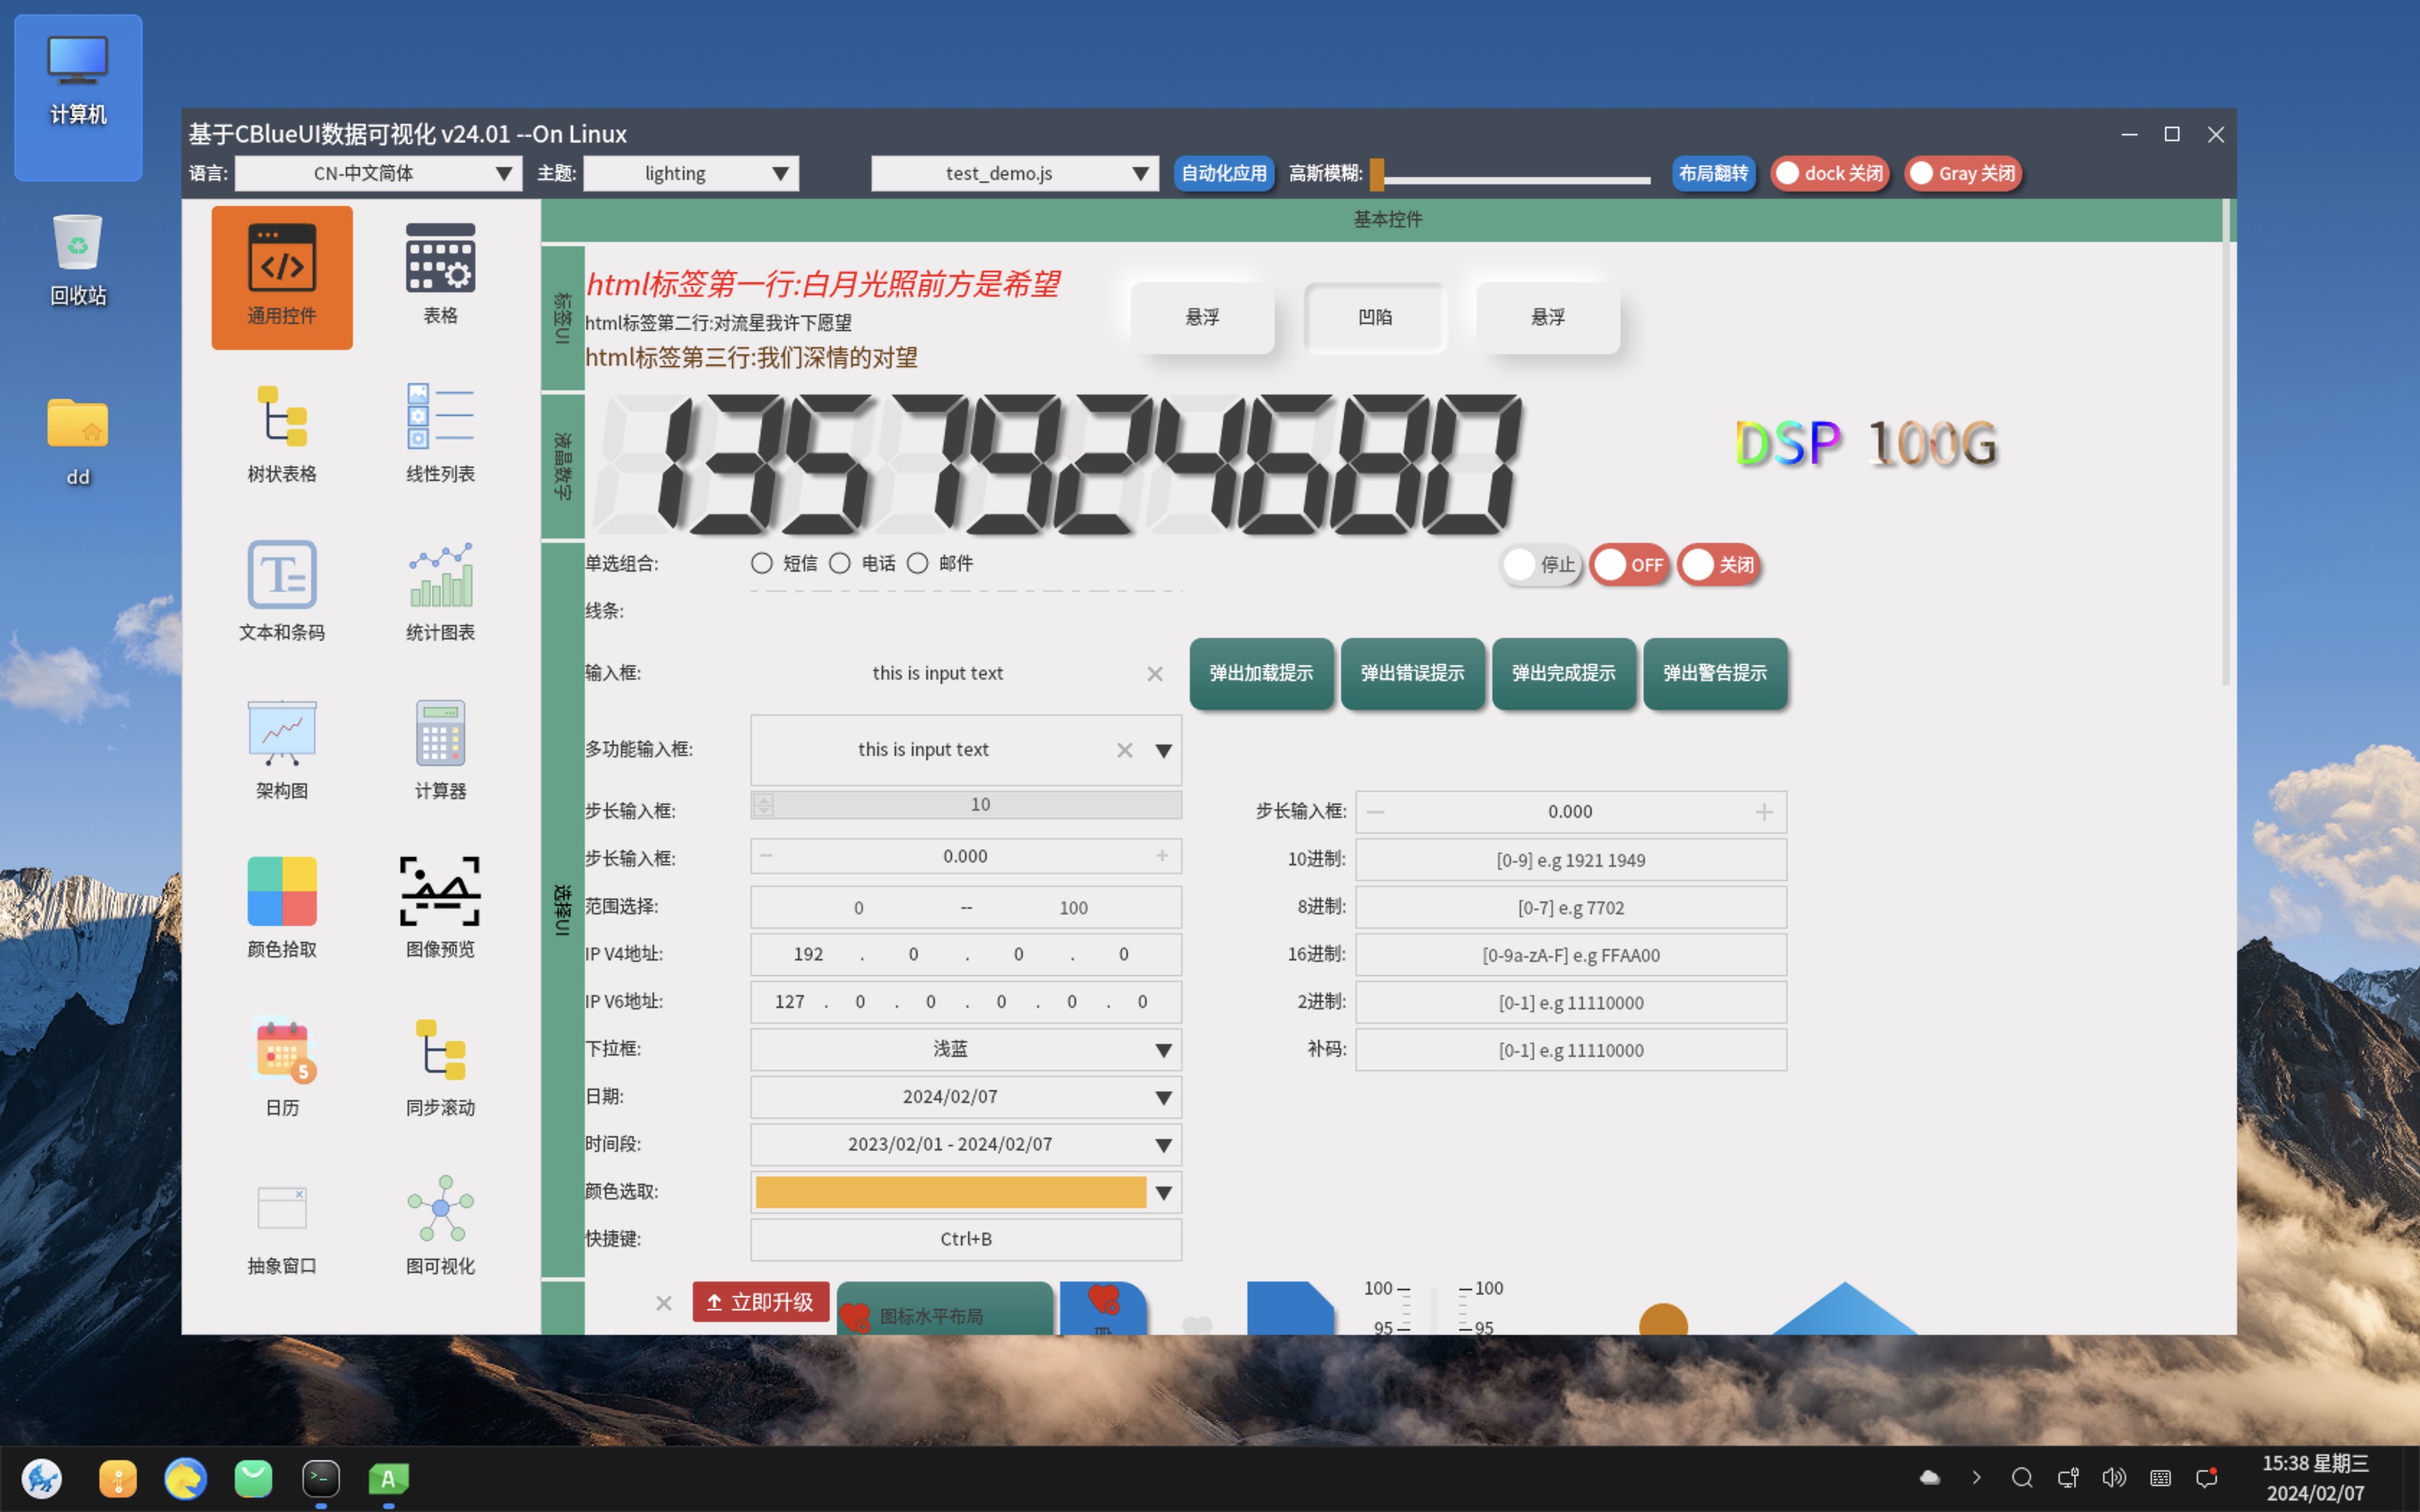 计算机
回收站
dd
基于CBlueUI数据可视化 v24.01 --On Linux
语言: CN-中文简体 主题: lighting test_demo.js 自动化应用 高斯模糊: 布局翻转 dock 关闭 Gray 关闭
通用控件 表格
树状表格 线性列表
文本和条码 统计图表
架构图 计算器
颜色拾取 图像预览
5
日历 同步滚动
抽象窗口 图可视化
基本控件
标签UI
html标签第一行:白月光照前方是希望
html标签第二行:对流星我许下愿望
html标签第三行:我们深情的对望
悬浮 凹陷 悬浮
液晶数字
1357924680
DSP 100G
选择UI
单选组合: 短信 电话 邮件 停止 OFF 关闭
线条:
输入框: this is input text 弹出加载提示 弹出错误提示 弹出完成提示 弹出警告提示
多功能输入框: this is input text
步长输入框: 10 步长输入框: 0.000
步长输入框: 0.000 10进制: [0-9] e.g 1921 1949
范围选择: 0 -- 100 8进制: [0-7] e.g 7702
IP V4地址: 192 . 0 . 0 . 0 16进制: [0-9a-zA-F] e.g FFAA00
IP V6地址: 127 . 0 . 0 . 0 . 0 . 0 2进制: [0-1] e.g 11110000
下拉框: 浅蓝 补码: [0-1] e.g 11110000
日期: 2024/02/07
时间段: 2023/02/01 - 2024/02/07
颜色选取:
快捷键: Ctrl+B
立即升级 图标水平布局 100 100
95 95
A
15:38 星期三
2024/02/07